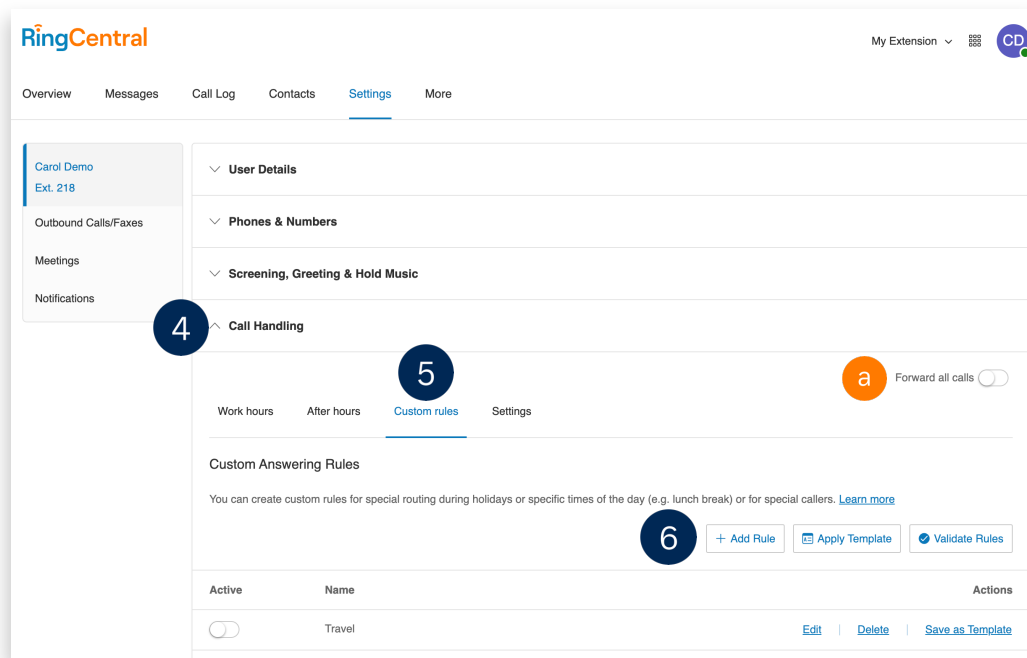 RingCentral
My Extension
CD
Overview Messages Call Log Contacts Settings More
Carol Demo
Ext. 218
Outbound Calls/Faxes
Meetings
Notifications
User Details
Phones & Numbers
Screening, Greeting & Hold Music
4 Call Handling
5
a Forward all calls
Work hours After hours Custom rules Settings
Custom Answering Rules
You can create custom rules for special routing during holidays or specific times of the day (e.g. lunch break) or for special callers. Learn more
6 + Add Rule Apply Template Validate Rules
Active Name Actions
Travel Edit Delete Save as Template